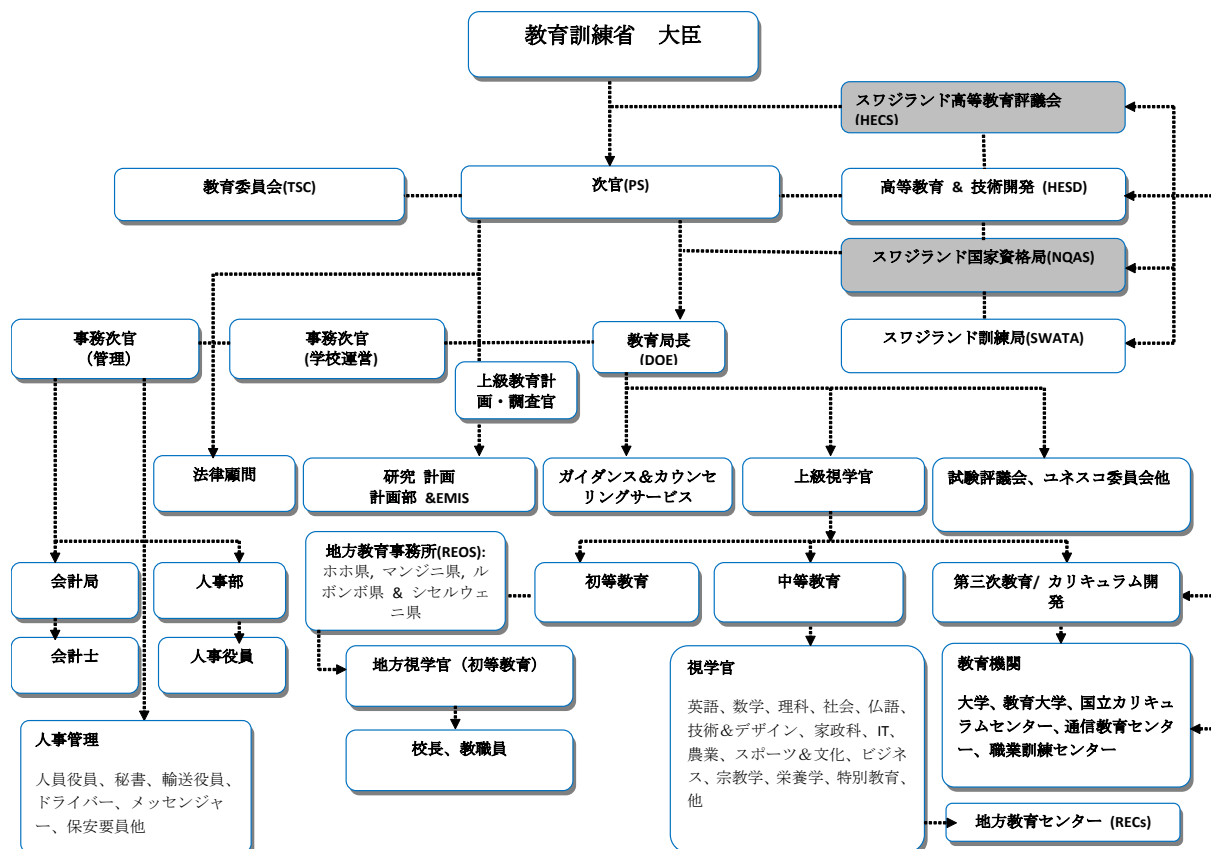 教育訓練省　大臣
スワジランド高等教育評議会
(HECS)
教育委員会(TSC)
次官(PS)
高等教育 & 技術開発 (HESD)
スワジランド国家資格局(NQAS)
事務次官
（管理）
事務次官
(学校運営)
教育局長
(DOE)
スワジランド訓練局(SWATA)
上級教育計
画・調査官
法律顧問
研究 計画
計画部 &EMIS
ガイダンス＆カウンセ
リングサービス
上級視学官
試験評議会、ユネスコ委員会他
会計局
人事部
地方教育事務所(REOS):
ホホ県, マンジニ県, ル
ボンボ県 & シセルウェ
ニ県
初等教育
中等教育
第三次教育/ カリキュラム開
発
会計士
人事役員
地方視学官（初等教育）
校長、教職員
視学官
英語、数学、理科、社会、仏語、
技術&デザイン、家政科、IT、
農業、スポーツ&文化、ビジネ
ス、宗教学、栄養学、特別教育、
他
教育機関
大学、教育大学、国立カリキュ
ラムセンター、通信教育センタ
ー、職業訓練センター
人事管理
人員役員、秘書、輸送役員、
ドライバー、メッセンジャ
ー、保安要員他
地方教育センター (RECs)